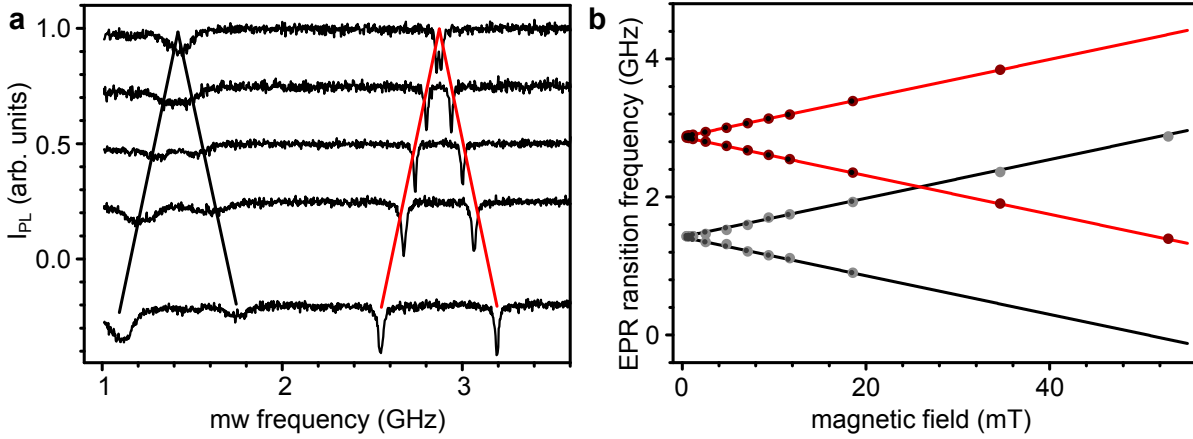 a
I_PL (arb. units)
1.0
0.5
0.0
1
2
3
mw frequency (GHz)
b
EPR ransition frequency (GHz)
4
2
0
0
20
40
magnetic field (mT)